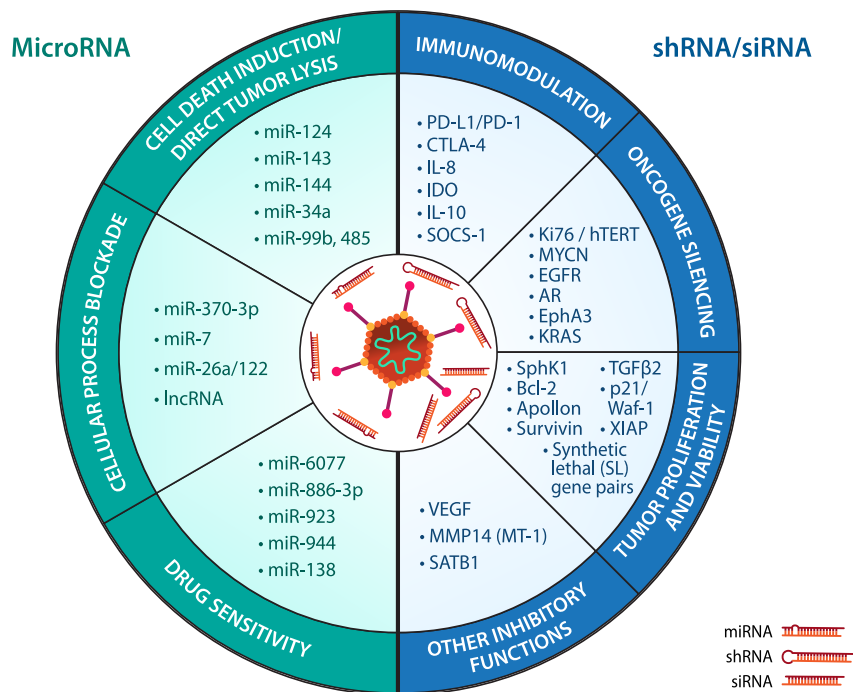 MicroRNA
shRNA/siRNA
CELL DEATH INDUCTION/
DIRECT TUMOR LYSIS
• miR-124
• miR-143
• miR-144
• miR-34a
• miR-99b, 485
IMMUNOMODULATION
• PD-L1/PD-1
• CTLA-4
• IL-8
• IDO
• IL-10
• SOCS-1
ONCOGENE SILENCING
• Ki76 / hTERT
• MYCN
• EGFR
• AR
• EphA3
• KRAS
CELLULAR PROCESS BLOCKADE
• miR-370-3p
• miR-7
• miR-26a/122
• lncRNA
TUMOR PROLIFERATION
AND VIABILITY
• SphK1
• Bcl-2
• Apollon
• Survivin
• TGFβ2
• p21/
Waf-1
• XIAP
• Synthetic
lethal (SL)
gene pairs
DRUG SENSITIVITY
• miR-6077
• miR-886-3p
• miR-923
• miR-944
• miR-138
OTHER INHIBITORY
FUNCTIONS
• VEGF
• MMP14 (MT-1)
• SATB1
miRNA
shRNA
siRNA